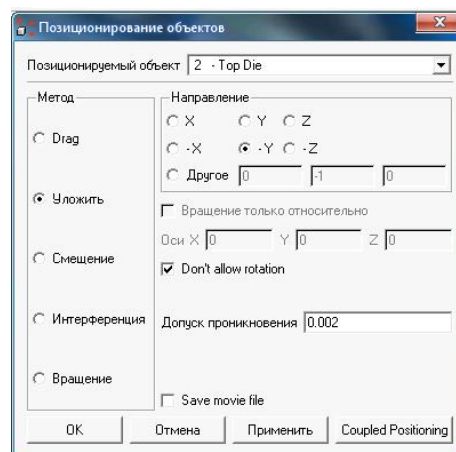 Позиционирование объектов
Позиционируемый объект 2 - Top Die
Метод
Drag
Уложить
Смещение
Интерференция
Вращение
Направление
X Y Z
-X -Y -Z
Другое 0 -1 0
Вращение только относительно
Оси X 0 Y 0 Z 0
Don't allow rotation
Допуск проникновения 0.002
Save movie file
OK Отмена Применить Coupled Positioning